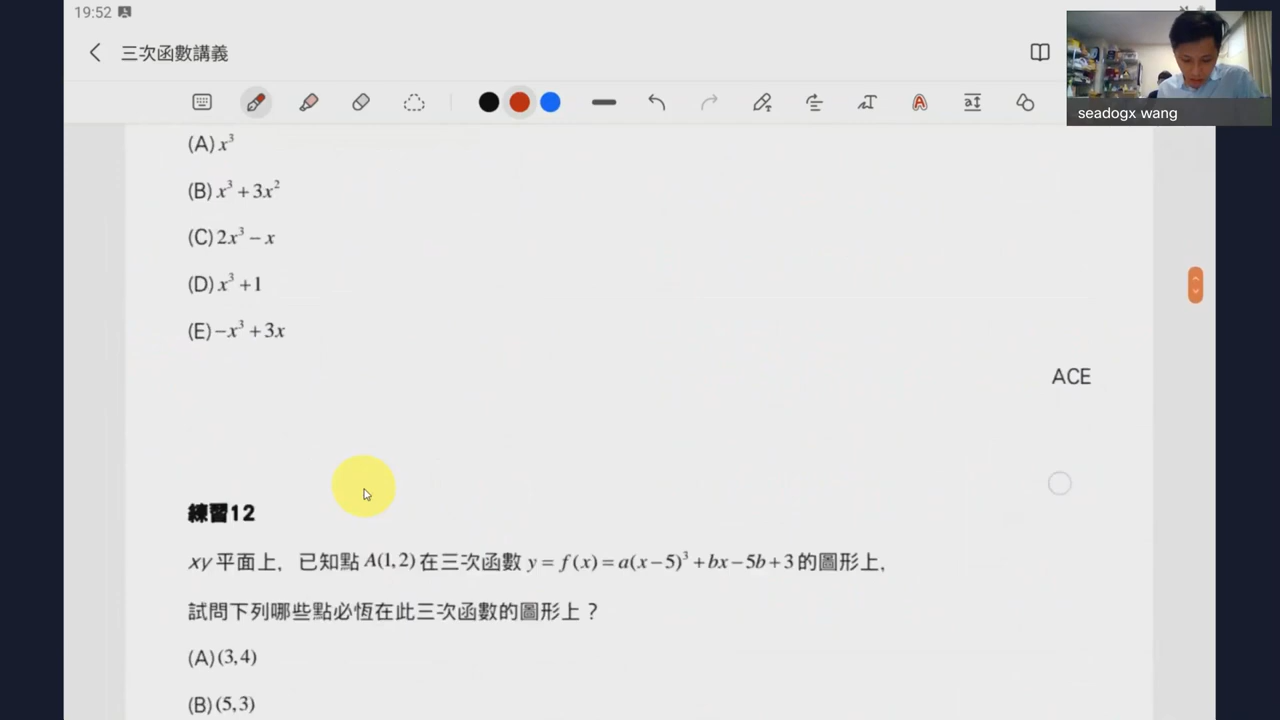 19:52
三次函數講義
seadogx wang
(A) x³
(B) x³ + 3x²
(C) 2x³ − x
(D) x³ + 1
(E) −x³ + 3x
ACE
練習12
xy 平面上，已知點 A(1,2) 在三次函數 y = f(x) = a(x−5)³ + bx − 5b + 3 的圖形上，
試問下列哪些點必恆在此三次函數的圖形上？
(A) (3,4)
(B) (5,3)